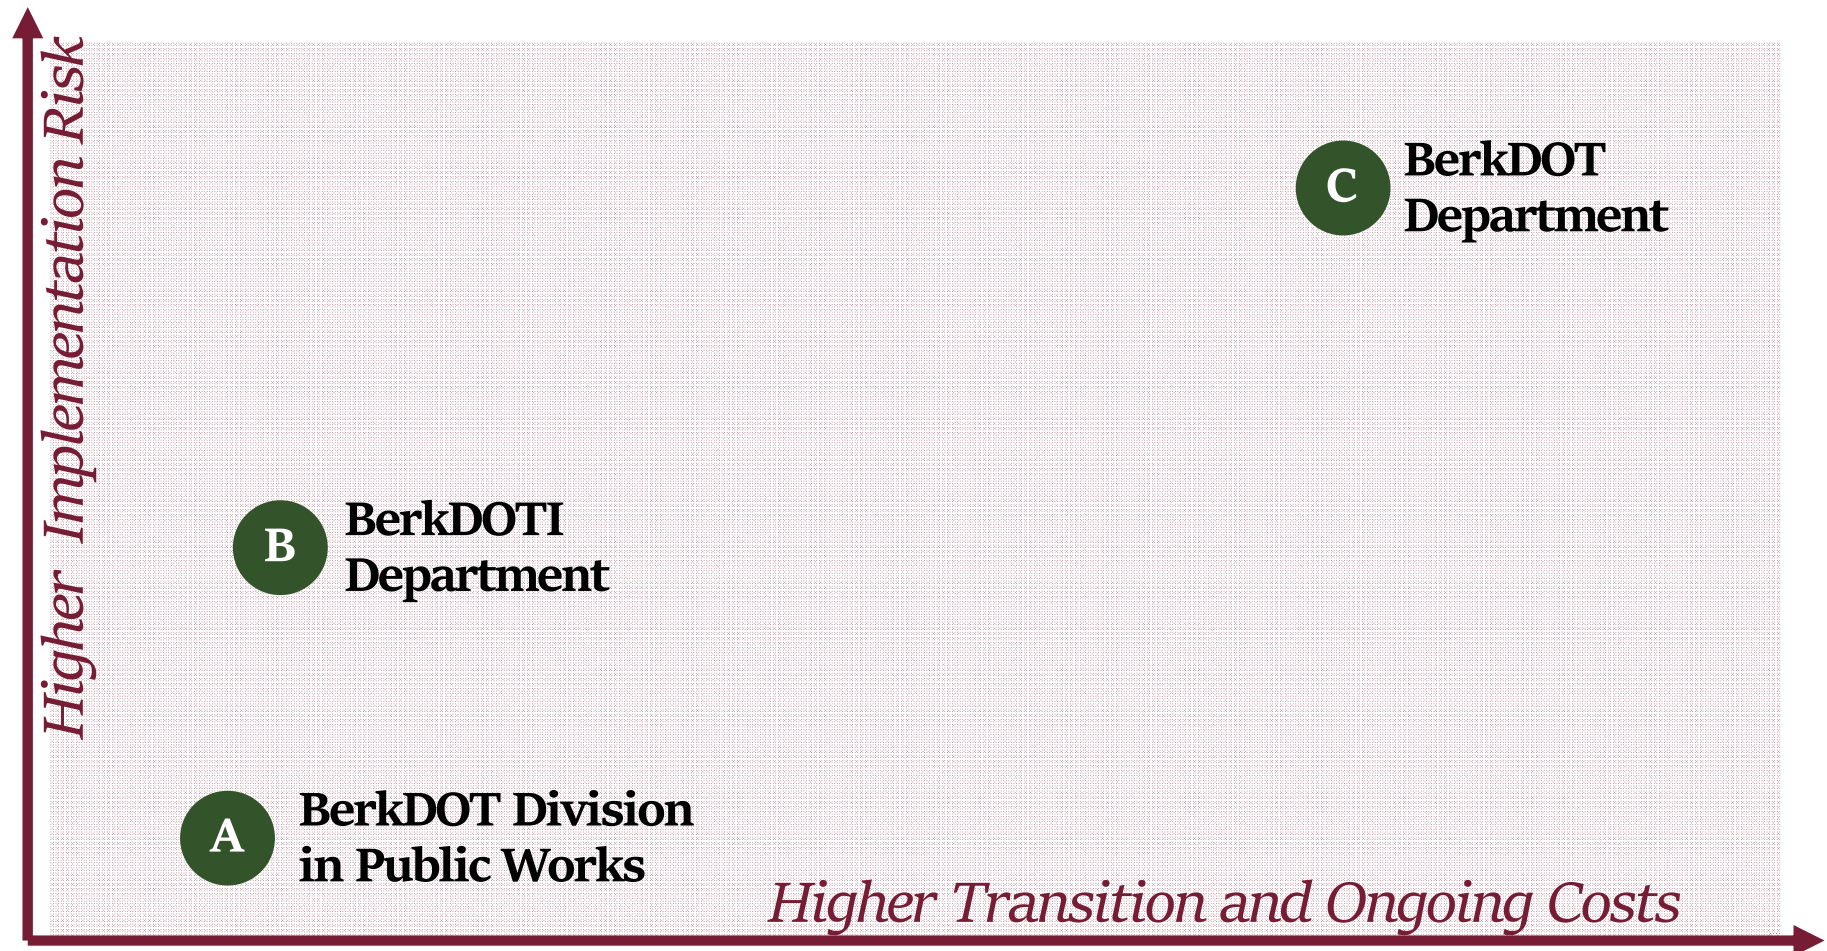 Higher Implementation Risk
C
BerkDOT
Department
B
BerkDOTI
Department
A
BerkDOT Division
in Public Works
Higher Transition and Ongoing Costs